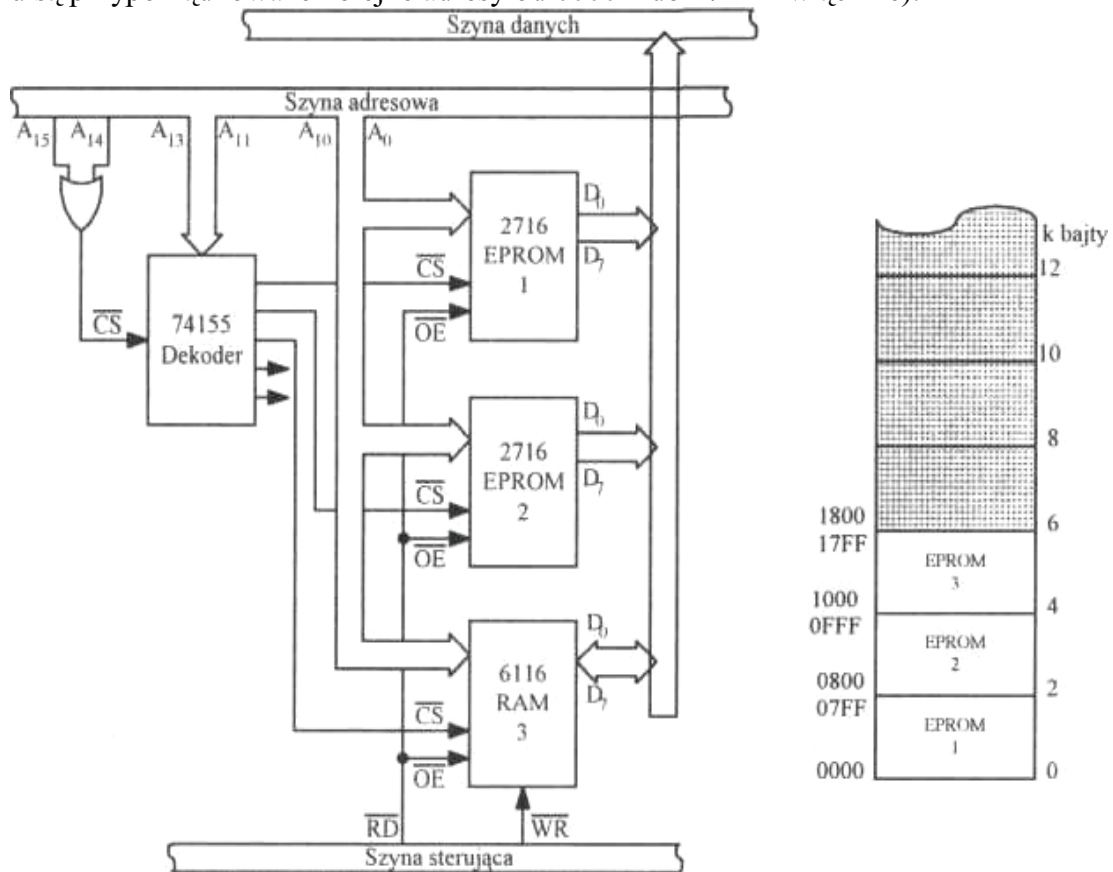 Szyna danych
Szyna adresowa
A15 A14 A13 A11 A10 A0
2716
EPROM
1
CS
OE
D0
D7
74155
Dekoder
CS
2716
EPROM
2
CS
OE
D0
D7
6116
RAM
3
CS
OE
D0
D7
RD
WR
Szyna sterująca
k bajty
12
10
8
6
4
2
0
1800
17FF
1000
0FFF
0800
07FF
0000
EPROM
3
EPROM
2
EPROM
1